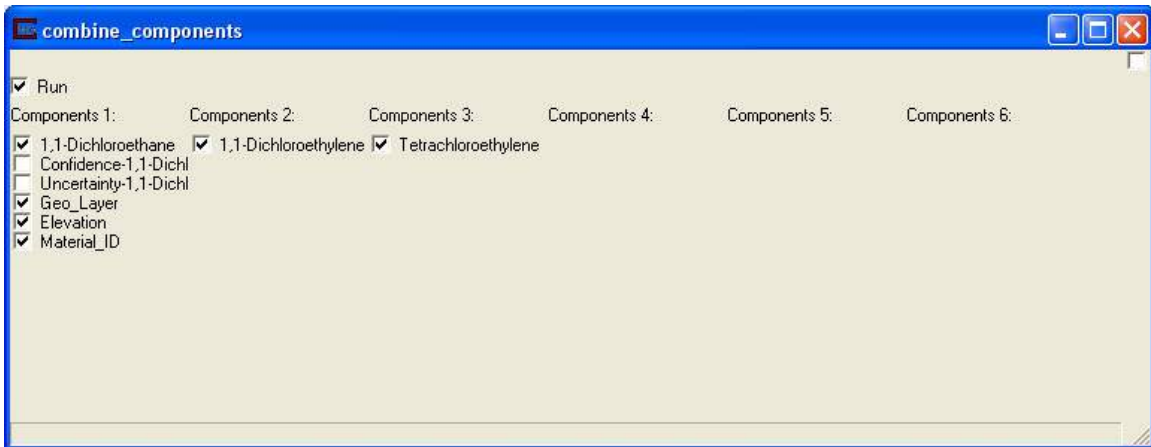 combine_components
Run
Components 1: Components 2: Components 3: Components 4: Components 5: Components 6:
1,1-Dichloroethane 1,1-Dichloroethylene Tetrachloroethylene
Confidence-1,1-Dichl
Uncertainty-1,1-Dichl
Geo_Layer
Elevation
Material_ID